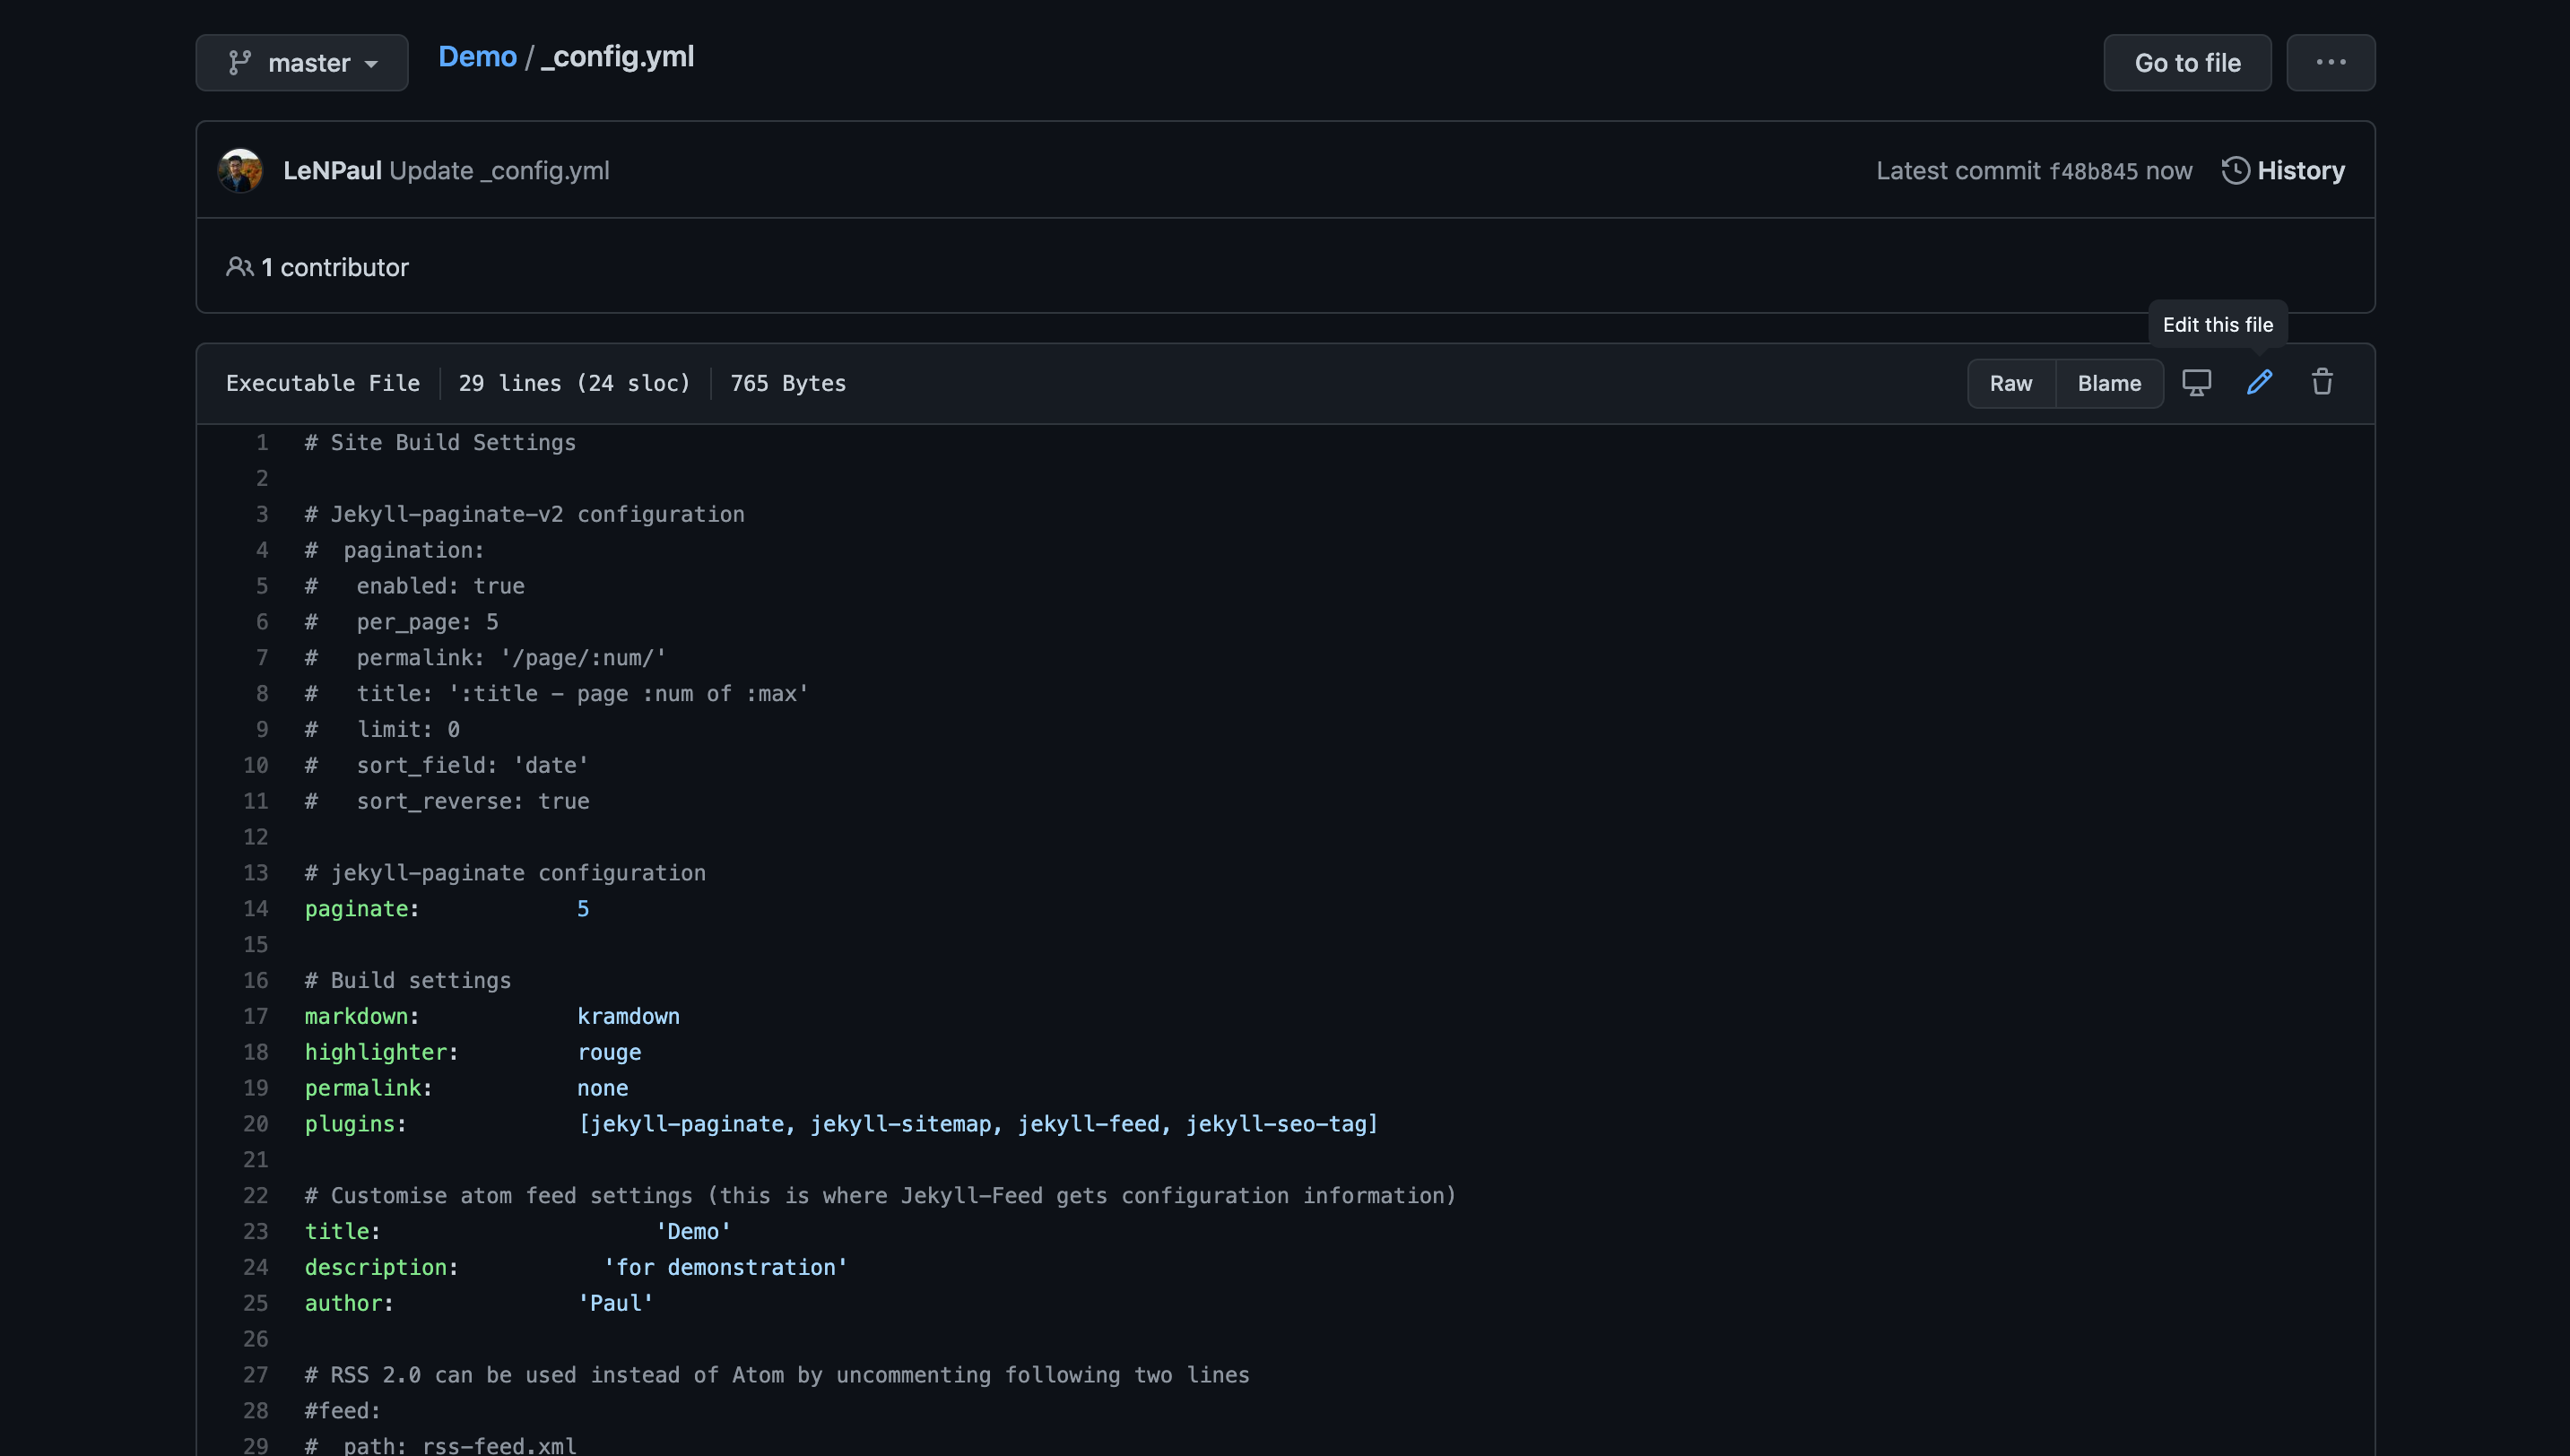 master
Demo / _config.yml
Go to file
...
LeNPaul Update _config.yml
Latest commit f48b845 now
History
1 contributor
Edit this file
Executable File
29 lines (24 sloc)
765 Bytes
Raw
Blame
1 # Site Build Settings
2
3 # Jekyll-paginate-v2 configuration
4 #  pagination:
5 #   enabled: true
6 #   per_page: 5
7 #   permalink: '/page/:num/'
8 #   title: ':title - page :num of :max'
9 #   limit: 0
10 #   sort_field: 'date'
11 #   sort_reverse: true
12
13 # jekyll-paginate configuration
14 paginate:            5
15
16 # Build settings
17 markdown:            kramdown
18 highlighter:         rouge
19 permalink:           none
20 plugins:             [jekyll-paginate, jekyll-sitemap, jekyll-feed, jekyll-seo-tag]
21
22 # Customise atom feed settings (this is where Jekyll-Feed gets configuration information)
23 title:                     'Demo'
24 description:           'for demonstration'
25 author:              'Paul'
26
27 # RSS 2.0 can be used instead of Atom by uncommenting following two lines
28 #feed:
29 #  path: rss-feed.xml